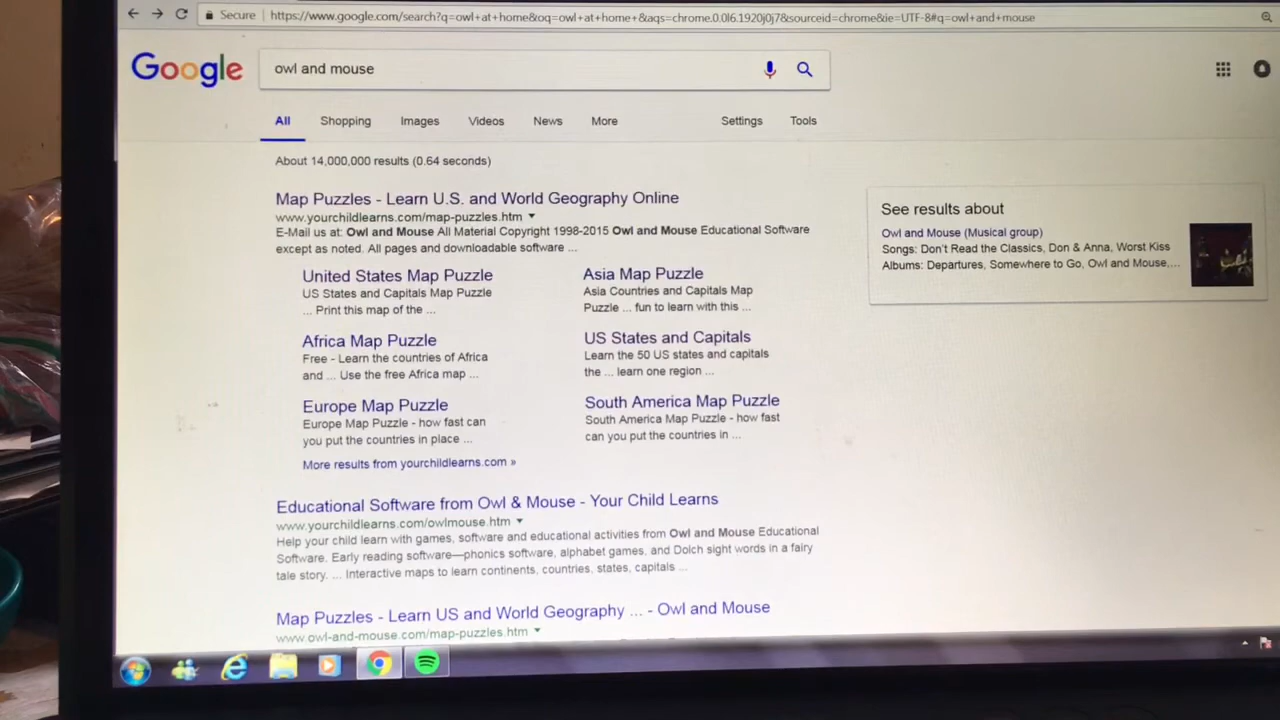 Secure https://www.google.com/search?q=owl+at+home&oq=owl+at+home+&aqs=chrome.0.0l6.1920j0j7&sourceid=chrome&ie=UTF-8#q=owl+and+mouse
Google owl and mouse
All Shopping Images Videos News More Settings Tools
About 14,000,000 results (0.64 seconds)
Map Puzzles - Learn U.S. and World Geography Online
www.yourchildlearns.com/map-puzzles.htm
E-Mail us at: Owl and Mouse All Material Copyright 1998-2015 Owl and Mouse Educational Software
except as noted. All pages and downloadable software ...
United States Map Puzzle
US States and Capitals Map Puzzle
... Print this map of the ...
Asia Map Puzzle
Asia Countries and Capitals Map
Puzzle ... fun to learn with this ...
Africa Map Puzzle
Free - Learn the countries of Africa
and ... Use the free Africa map ...
US States and Capitals
Learn the 50 US states and capitals
the ... learn one region ...
Europe Map Puzzle
Europe Map Puzzle - how fast can
you put the countries in place ...
South America Map Puzzle
South America Map Puzzle - how fast
can you put the countries in ...
More results from yourchildlearns.com »
Educational Software from Owl & Mouse - Your Child Learns
www.yourchildlearns.com/owlmouse.htm
Help your child learn with games, software and educational activities from Owl and Mouse Educational
Software. Early reading software—phonics software, alphabet games, and Dolch sight words in a fairy
tale story. ... Interactive maps to learn continents, countries, states, capitals ...
Map Puzzles - Learn US and World Geography ... - Owl and Mouse
www.owl-and-mouse.com/map-puzzles.htm
See results about
Owl and Mouse (Musical group)
Songs: Don't Read the Classics, Don & Anna, Worst Kiss
Albums: Departures, Somewhere to Go, Owl and Mouse,...